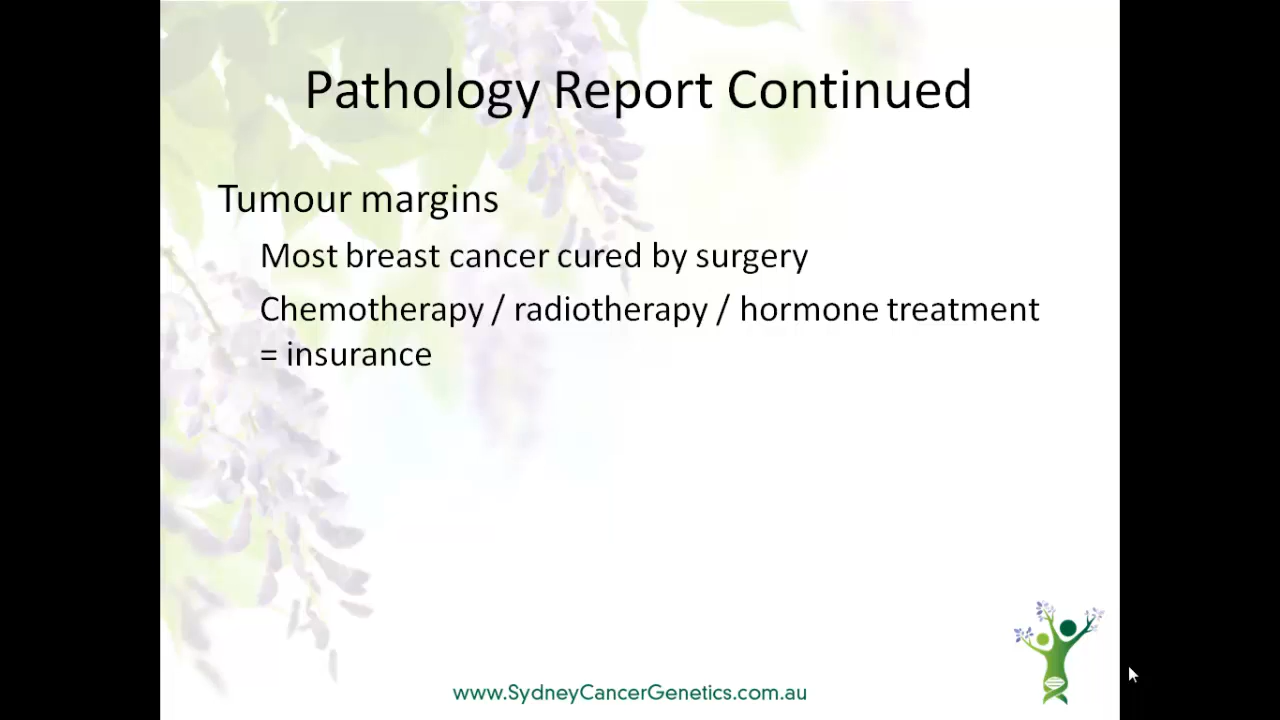 Pathology Report Continued
Tumour margins
Most breast cancer cured by surgery
Chemotherapy / radiotherapy / hormone treatment
= insurance
www.SydneyCancerGenetics.com.au